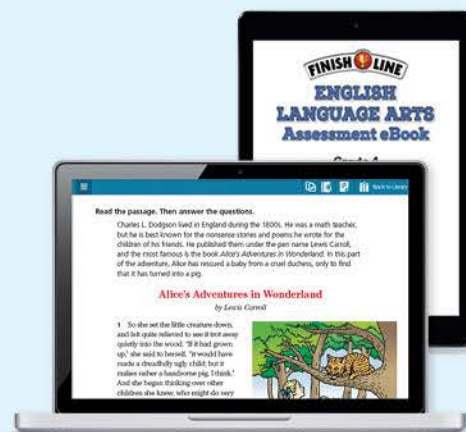 FINISH LINE
ENGLISH
LANGUAGE ARTS
Assessment eBook
Back to Library
Read the passage. Then answer the questions.
Charles L. Dodgson lived in England during the 1800s. He was a math teacher,
but he is best known for the nonsense stories and poems he wrote for the
children of his friends. He published them under the pen name Lewis Carroll,
and the most famous is the book Alice's Adventures in Wonderland. In this part
of the adventure, Alice has rescued a baby from a cruel duchess, only to find
that it has turned into a pig.
Alice's Adventures in Wonderland
by Lewis Carroll
1 So she set the little creature down,
and felt quite relieved to see it trot away
quietly into the wood. "If it had grown
up," she said to herself, "it would have
made a dreadfully ugly child; but it
makes rather a handsome pig, I think."
And she began thinking over other
children she knew, who might do very